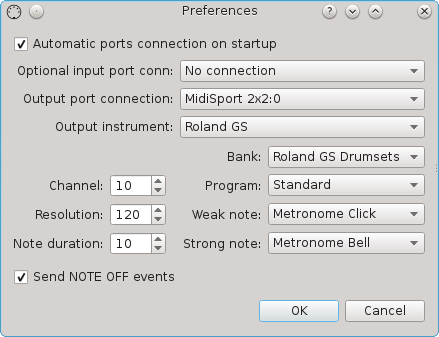 Preferences
Automatic ports connection on startup
Optional input port conn: No connection
Output port connection: MidiSport 2x2:0
Output instrument: Roland GS
Bank: Roland GS Drumsets
Channel: 10 Program: Standard
Resolution: 120 Weak note: Metronome Click
Note duration: 10 Strong note: Metronome Bell
Send NOTE OFF events
OK Cancel